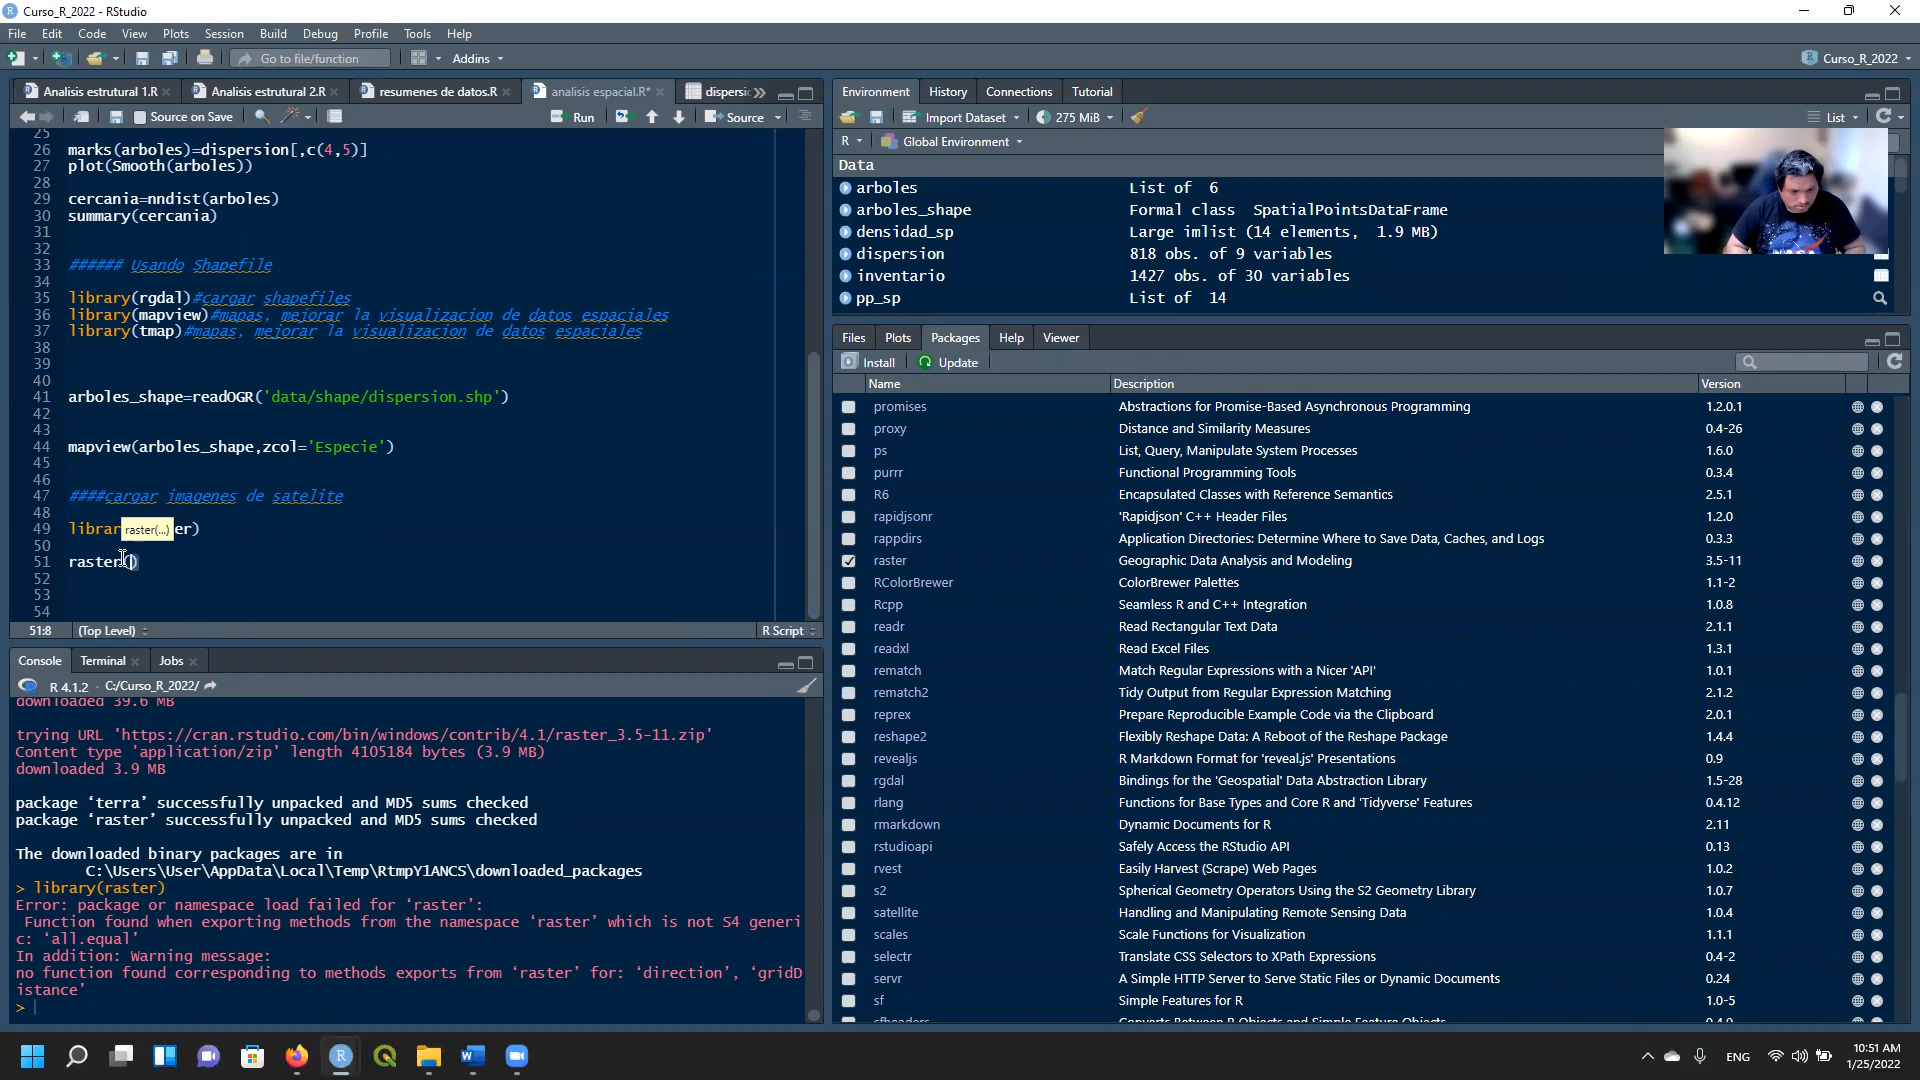 Curso_R_2022 - RStudio
File Edit Code View Plots Session Build Debug Profile Tools Help
Go to file/function Addins Curso_R_2022
Analisis estrutural 1.R Analisis estrutural 2.R resumenes de datos.R analisis espacial.R* dispersic
Source on Save Run Source
25
26 marks(arboles)=dispersion[,c(4,5)]
27 plot(Smooth(arboles))
28
29 cercania=nndist(arboles)
30 summary(cercania)
31
32
33 ###### Usando Shapefile
34
35 library(rgdal)#cargar shapefiles
36 library(mapview)#mapas, mejorar la visualizacion de datos espaciales
37 library(tmap)#mapas, mejorar la visualizacion de datos espaciales
38
39
40
41 arboles_shape=readOGR('data/shape/dispersion.shp')
42
43
44 mapview(arboles_shape,zcol='Especie')
45
46
47 ####cargar imagenes de satelite
48
49 librar raster(...) er)
50
51 raster()
52
53
54
51:8 (Top Level) R Script
Console Terminal Jobs
R 4.1.2 · C:/Curso_R_2022/
downloaded 39.6 MB
trying URL 'https://cran.rstudio.com/bin/windows/contrib/4.1/raster_3.5-11.zip'
Content type 'application/zip' length 4105184 bytes (3.9 MB)
downloaded 3.9 MB
package ‘terra’ successfully unpacked and MD5 sums checked
package ‘raster’ successfully unpacked and MD5 sums checked
The downloaded binary packages are in
C:\Users\User\AppData\Local\Temp\RtmpY1ANCS\downloaded_packages
> library(raster)
Error: package or namespace load failed for ‘raster’:
Function found when exporting methods from the namespace ‘raster’ which is not S4 generi
c: ‘all.equal’
In addition: Warning message:
no function found corresponding to methods exports from ‘raster’ for: ‘direction’, ‘gridD
istance’
>
Environment History Connections Tutorial
Import Dataset 275 MiB List
R Global Environment
Data
arboles List of 6
arboles_shape Formal class SpatialPointsDataFrame
densidad_sp Large imlist (14 elements, 1.9 MB)
dispersion 818 obs. of 9 variables
inventario 1427 obs. of 30 variables
pp_sp List of 14
Files Plots Packages Help Viewer
Install Update
Name Description Version
promises Abstractions for Promise-Based Asynchronous Programming 1.2.0.1
proxy Distance and Similarity Measures 0.4-26
ps List, Query, Manipulate System Processes 1.6.0
purrr Functional Programming Tools 0.3.4
R6 Encapsulated Classes with Reference Semantics 2.5.1
rapidjsonr 'Rapidjson' C++ Header Files 1.2.0
rappdirs Application Directories: Determine Where to Save Data, Caches, and Logs 0.3.3
raster Geographic Data Analysis and Modeling 3.5-11
RColorBrewer ColorBrewer Palettes 1.1-2
Rcpp Seamless R and C++ Integration 1.0.8
readr Read Rectangular Text Data 2.1.1
readxl Read Excel Files 1.3.1
rematch Match Regular Expressions with a Nicer 'API' 1.0.1
rematch2 Tidy Output from Regular Expression Matching 2.1.2
reprex Prepare Reproducible Example Code via the Clipboard 2.0.1
reshape2 Flexibly Reshape Data: A Reboot of the Reshape Package 1.4.4
revealjs R Markdown Format for 'reveal.js' Presentations 0.9
rgdal Bindings for the 'Geospatial' Data Abstraction Library 1.5-28
rlang Functions for Base Types and Core R and 'Tidyverse' Features 0.4.12
rmarkdown Dynamic Documents for R 2.11
rstudioapi Safely Access the RStudio API 0.13
rvest Easily Harvest (Scrape) Web Pages 1.0.2
s2 Spherical Geometry Operators Using the S2 Geometry Library 1.0.7
satellite Handling and Manipulating Remote Sensing Data 1.0.4
scales Scale Functions for Visualization 1.1.1
selectr Translate CSS Selectors to XPath Expressions 0.4-2
servr A Simple HTTP Server to Serve Static Files or Dynamic Documents 0.24
sf Simple Features for R 1.0-5
sfheaders Converts Between R Objects and Simple Feature Objects 0.4.0
ENG 10:51 AM
1/25/2022